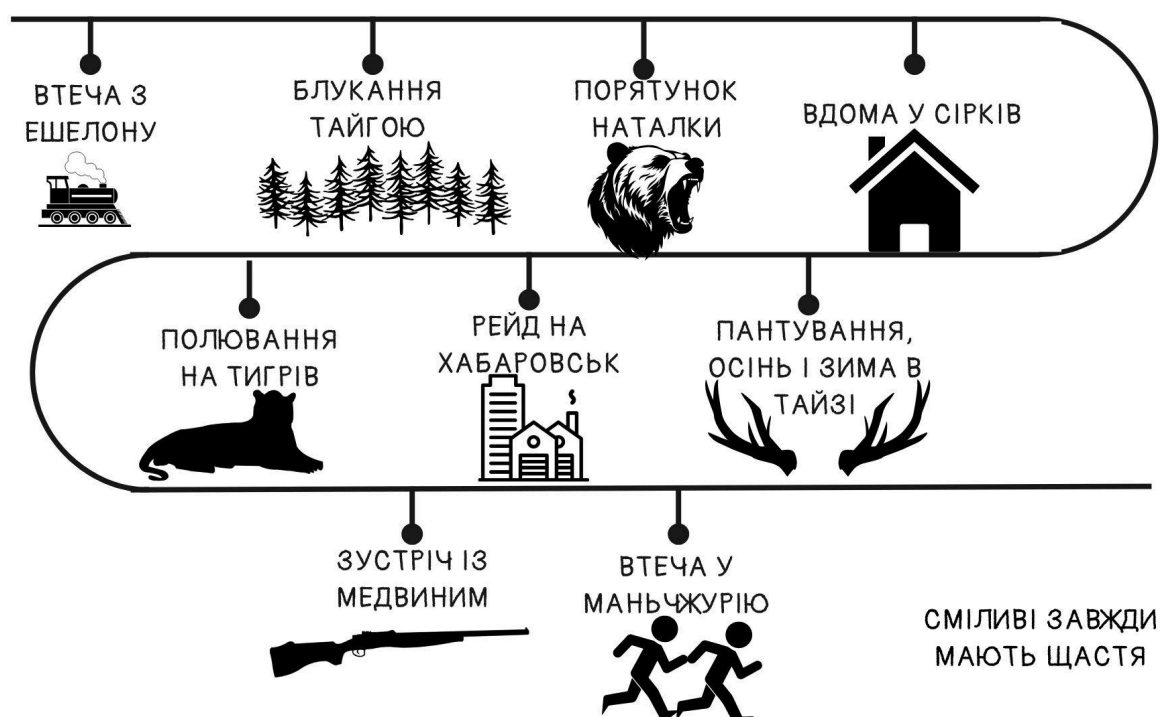 ВТЕЧА З
ЕШЕЛОНУ
БЛУКАННЯ
ТАЙГОЮ
ПОРЯТУНОК
НАТАЛКИ
ВДОМА У СІРКІВ
ПАНТУВАННЯ,
ОСІНЬ І ЗИМА В
ТАЙЗІ
РЕЙД НА
ХАБАРОВСЬК
ПОЛЮВАННЯ
НА ТИГРІВ
ЗУСТРІЧ ІЗ
МЕДВИНИМ
ВТЕЧА У
МАНЬЧЖУРІЮ
СМІЛИВІ ЗАВЖДИ
МАЮТЬ ЩАСТЯ